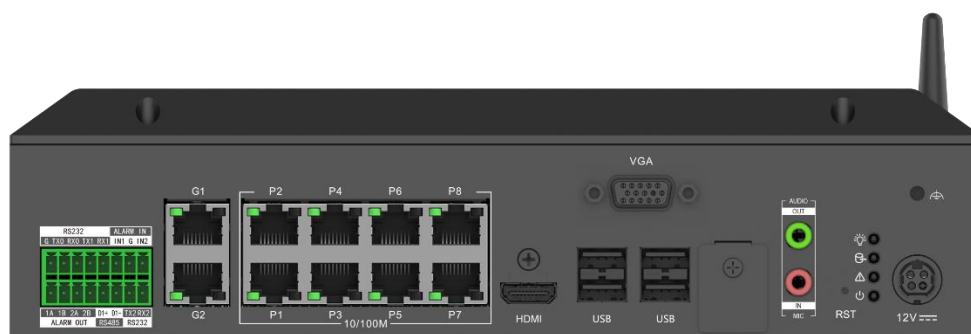 VGA
G1 P2 P4 P6 P8
AUDIO
OUT
RS232 ALARM IN
G TX0 RX0 TX1 RX1 IN1 G IN2
1A 1B 2A 2B D1+ D1- TX2 RX2
ALARM OUT RS485 RS232
G2 P1 P3 P5 P7
10/100M
HDMI USB USB
IN
MIC
RST
12V